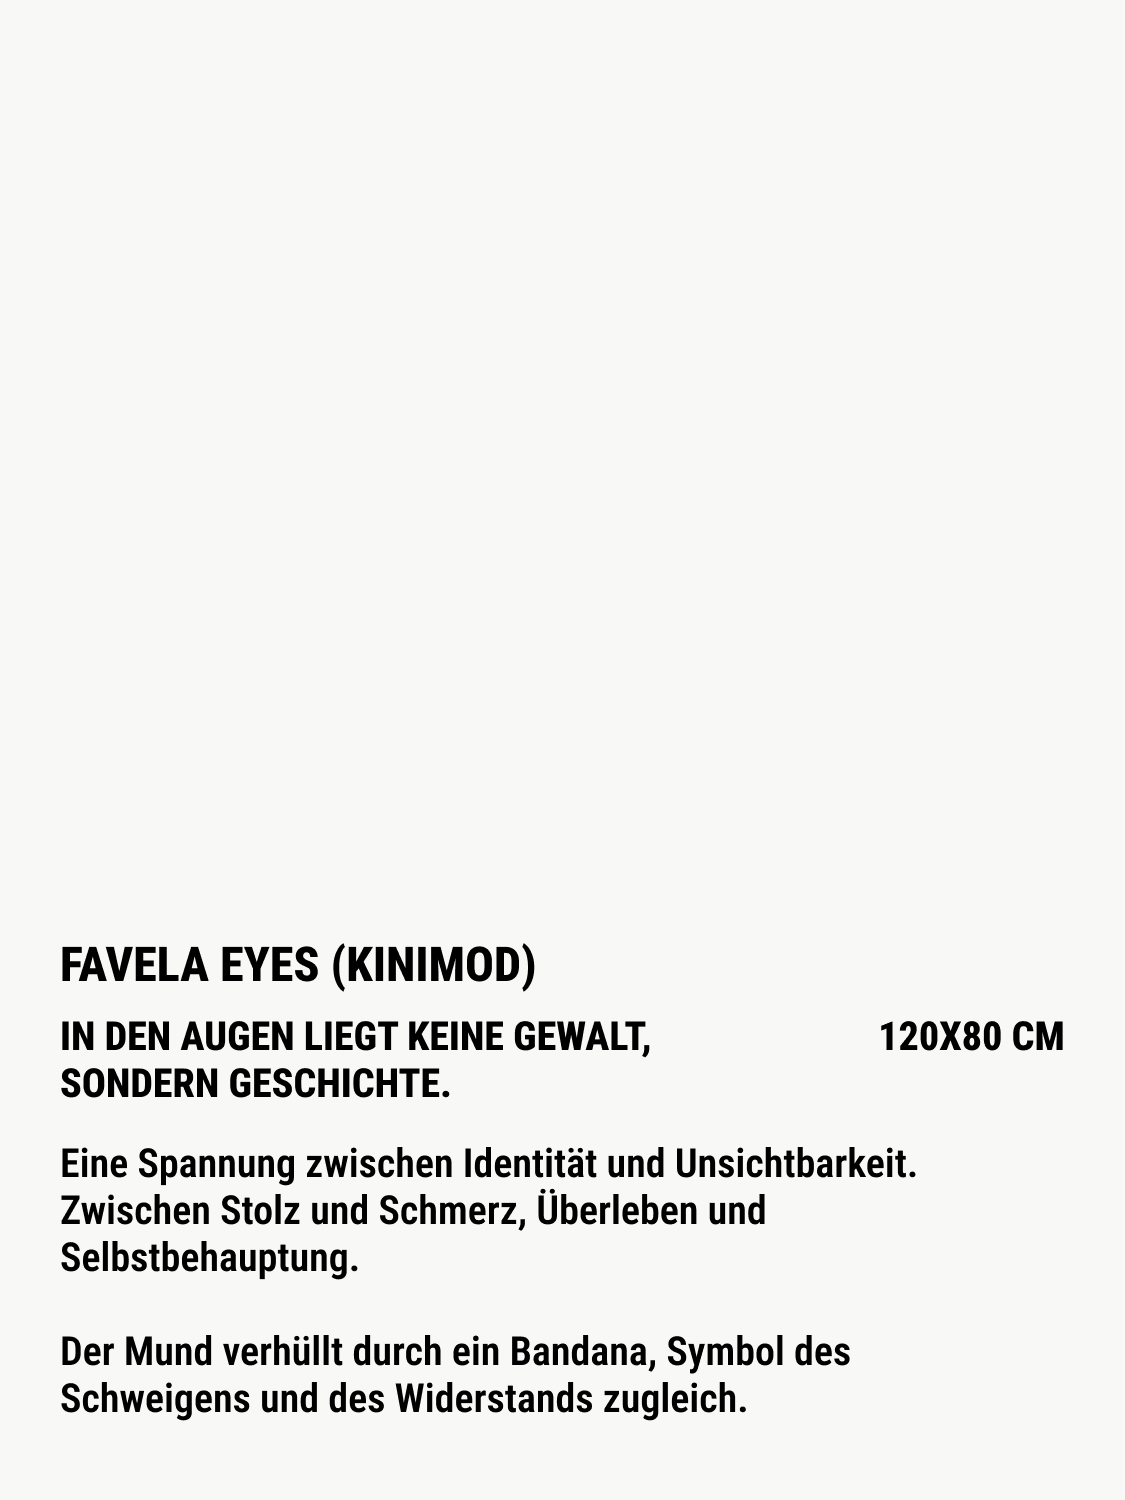 FAVELA EYES (KINIMOD)
IN DEN AUGEN LIEGT KEINE GEWALT,
SONDERN GESCHICHTE.
120X80 CM
Eine Spannung zwischen Identität und Unsichtbarkeit.
Zwischen Stolz und Schmerz, Überleben und
Selbstbehauptung.
Der Mund verhüllt durch ein Bandana, Symbol des
Schweigens und des Widerstands zugleich.